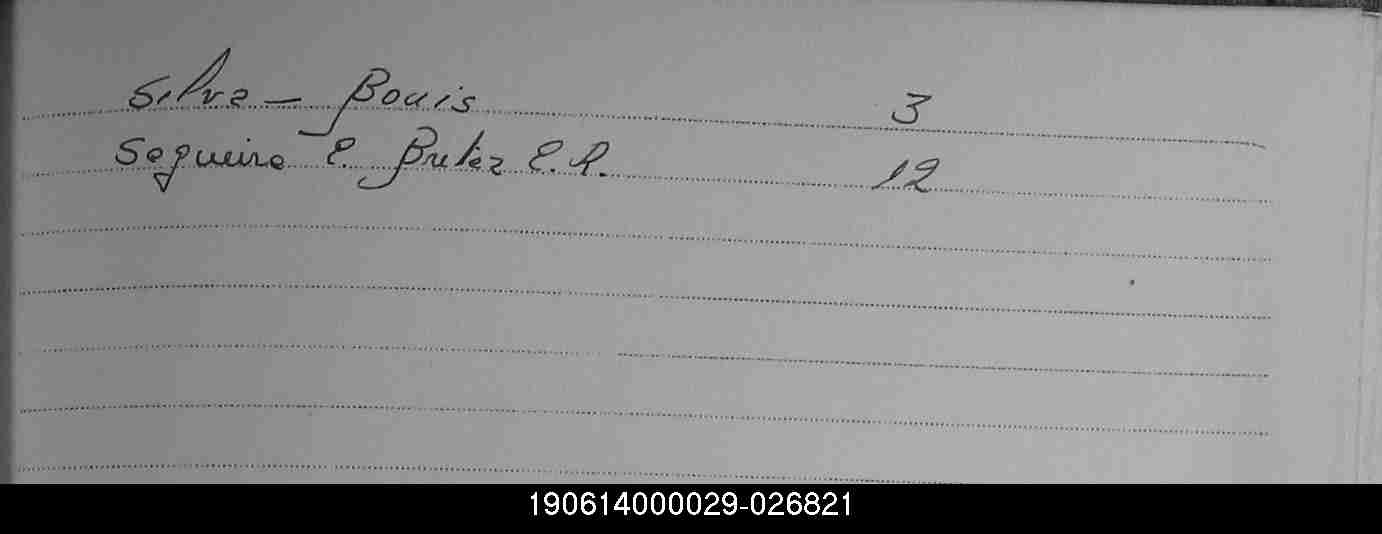 Silva – Bouis 3
Sequeira E. Brites E. R. 12
190614000029-026821